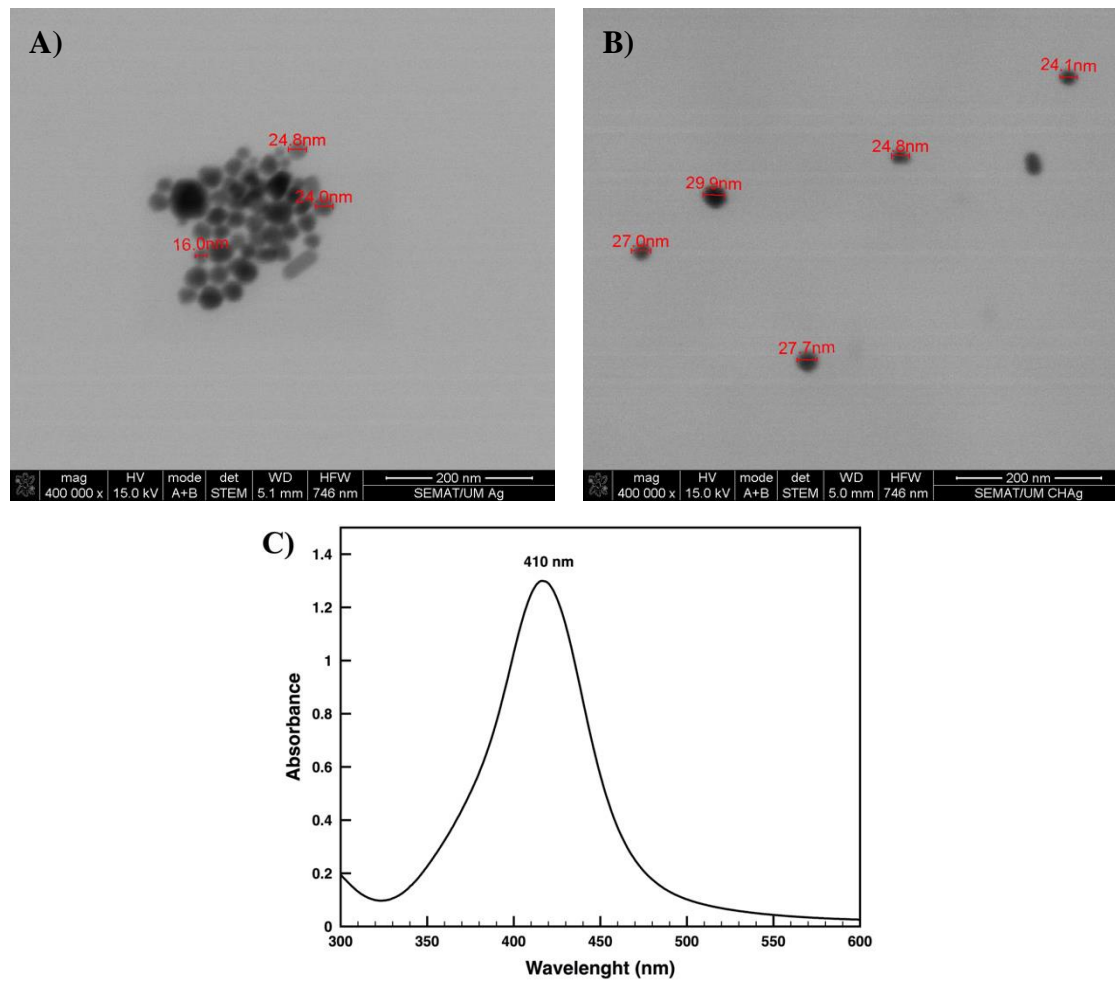 A)
24.8nm
24.0nm
16.0nm
mag HV mode det WD HFW 200 nm
400 000 x 15.0 kV A+B STEM 5.1 mm 746 nm SEMAT/UM Ag
B)
24.1nm
24.8nm
29.9nm
27.0nm
27.7nm
mag HV mode det WD HFW 200 nm
400 000 x 15.0 kV A+B STEM 5.0 mm 746 nm SEMAT/UM CHAg
C)
410 nm
Absorbance
1.4
1.2
1
0.8
0.6
0.4
0.2
0
300 350 400 450 500 550 600
Wavelenght (nm)